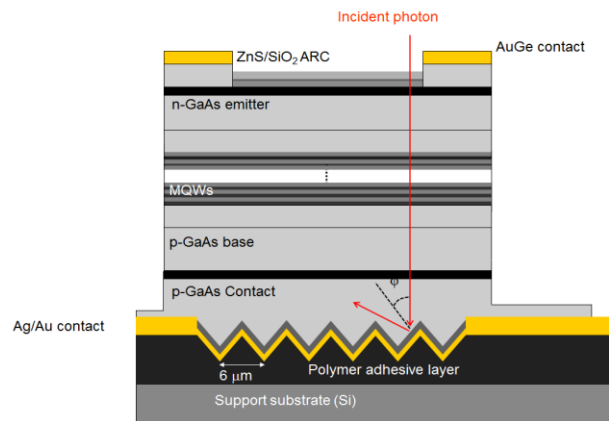 Incident photon
ZnS/SiO₂ ARC
AuGe contact
n-GaAs emitter
MQWs
p-GaAs base
φ
p-GaAs Contact
Ag/Au contact
6 μm
Polymer adhesive layer
Support substrate (Si)